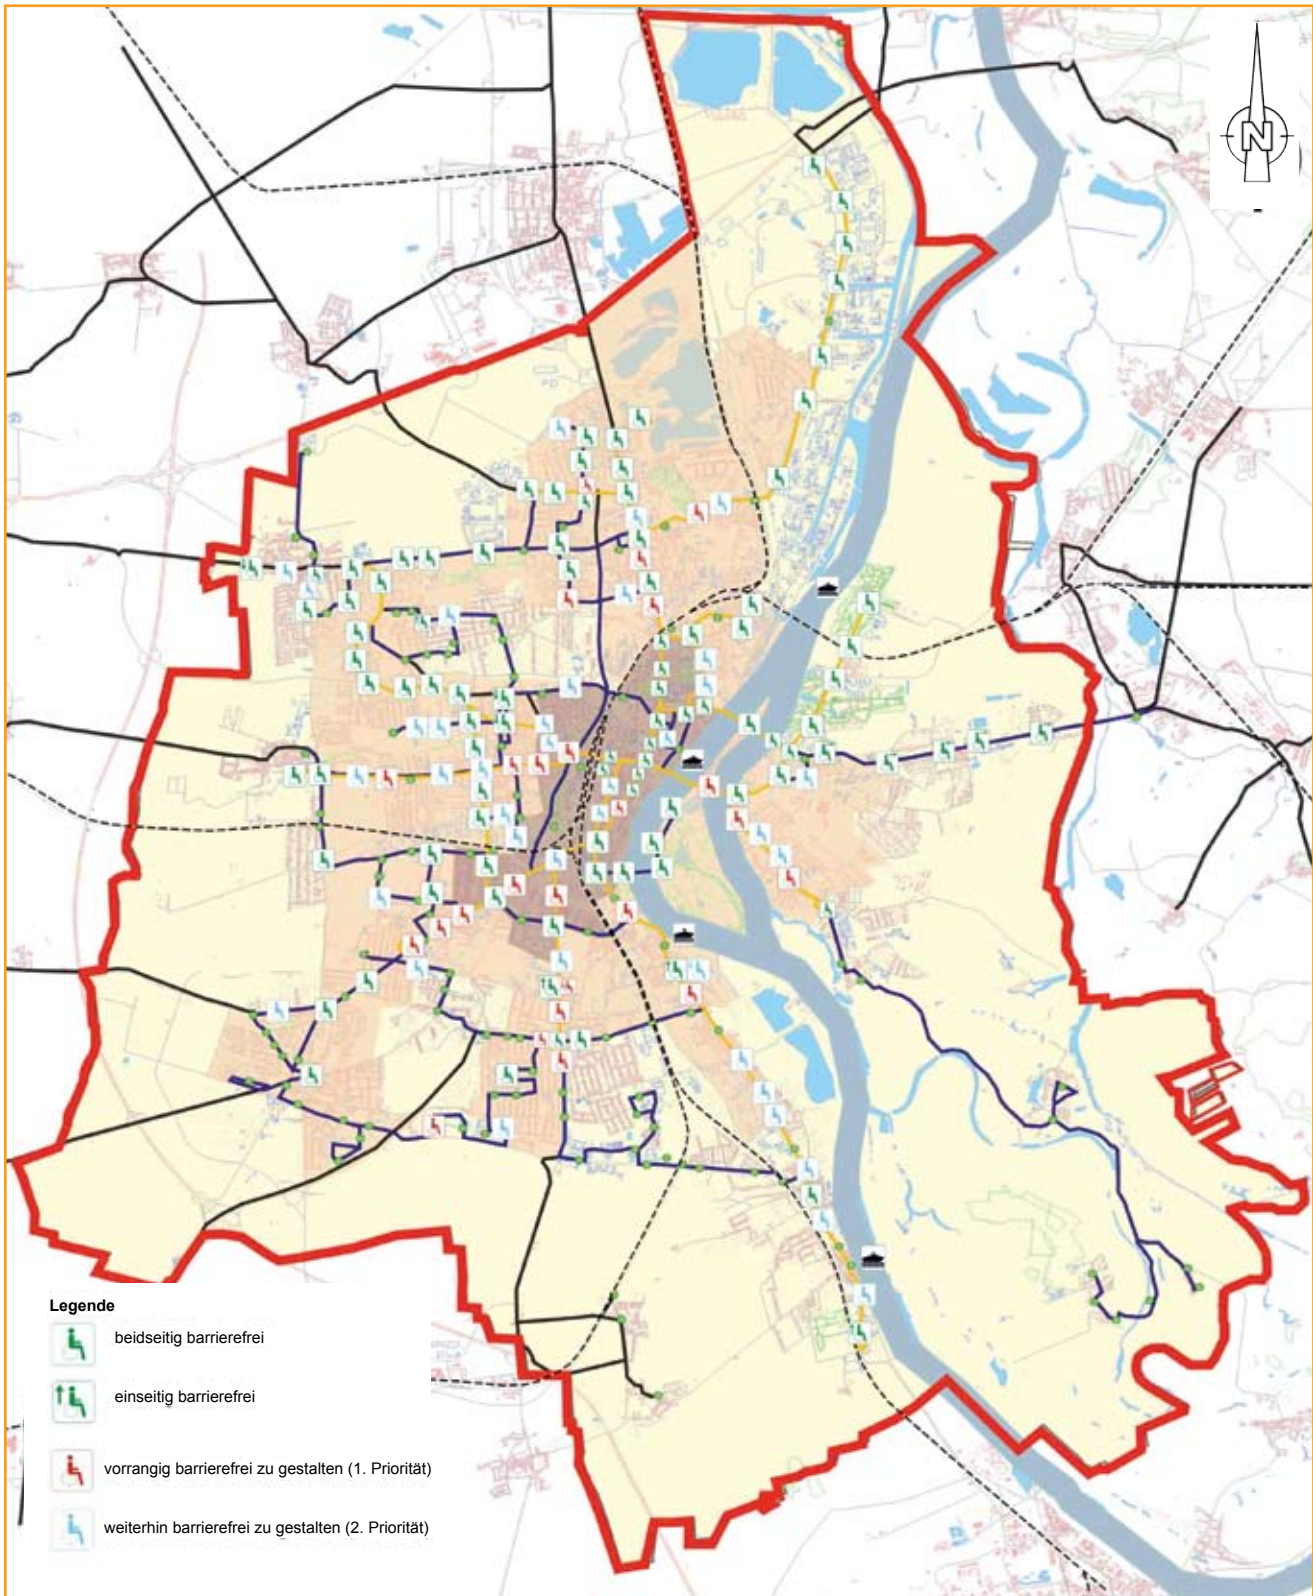 N
Legende
beidseitig barrierefrei
einseitig barrierefrei
vorrangig barrierefrei zu gestalten (1. Priorität)
weiterhin barrierefrei zu gestalten (2. Priorität)